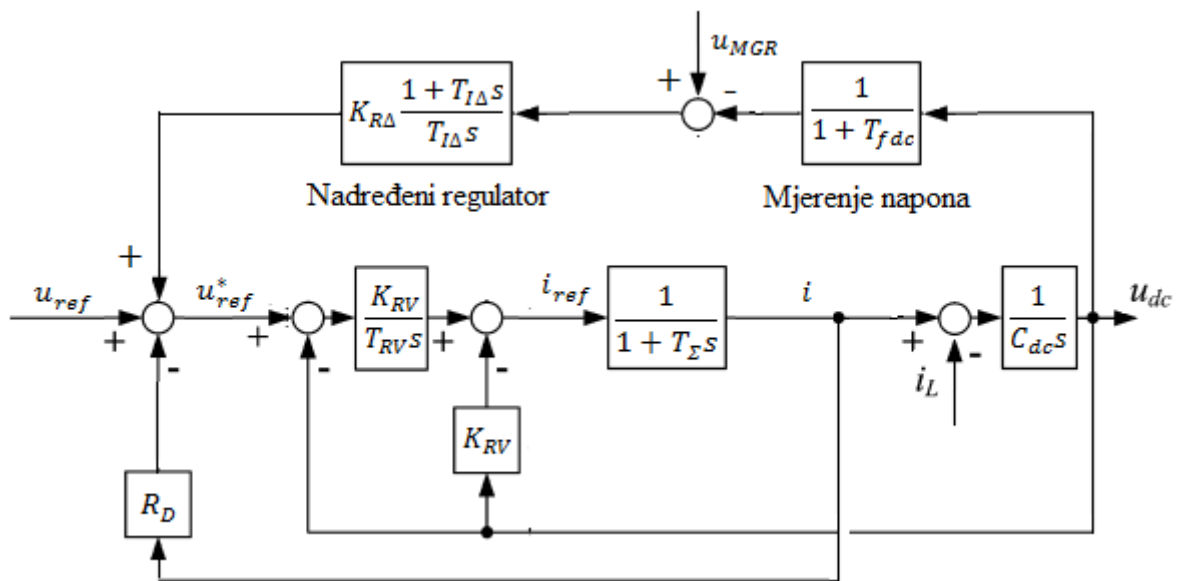 u_MGR
+
-
K_RΔ (1 + T_IΔ s)/(T_IΔ s)
1/(1 + T_fdc)
Nadređeni regulator
Mjerenje napona
+
u_ref
+
-
u*_ref
+
-
K_RV/(T_RV s)
+
-
i_ref
1/(1 + T_Σ s)
i
+
-
i_L
1/(C_dc s)
u_dc
K_RV
R_D